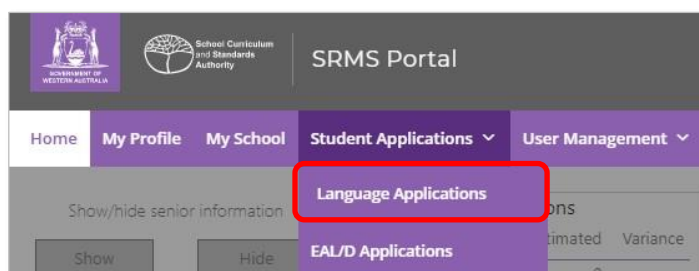 GOVERNMENT OF
WESTERN AUSTRALIA
School Curriculum
and Standards
Authority
SRMS Portal
Home My Profile My School Student Applications User Management
Language Applications
Show/hide senior information
Show Hide
EAL/D Applications
Variance